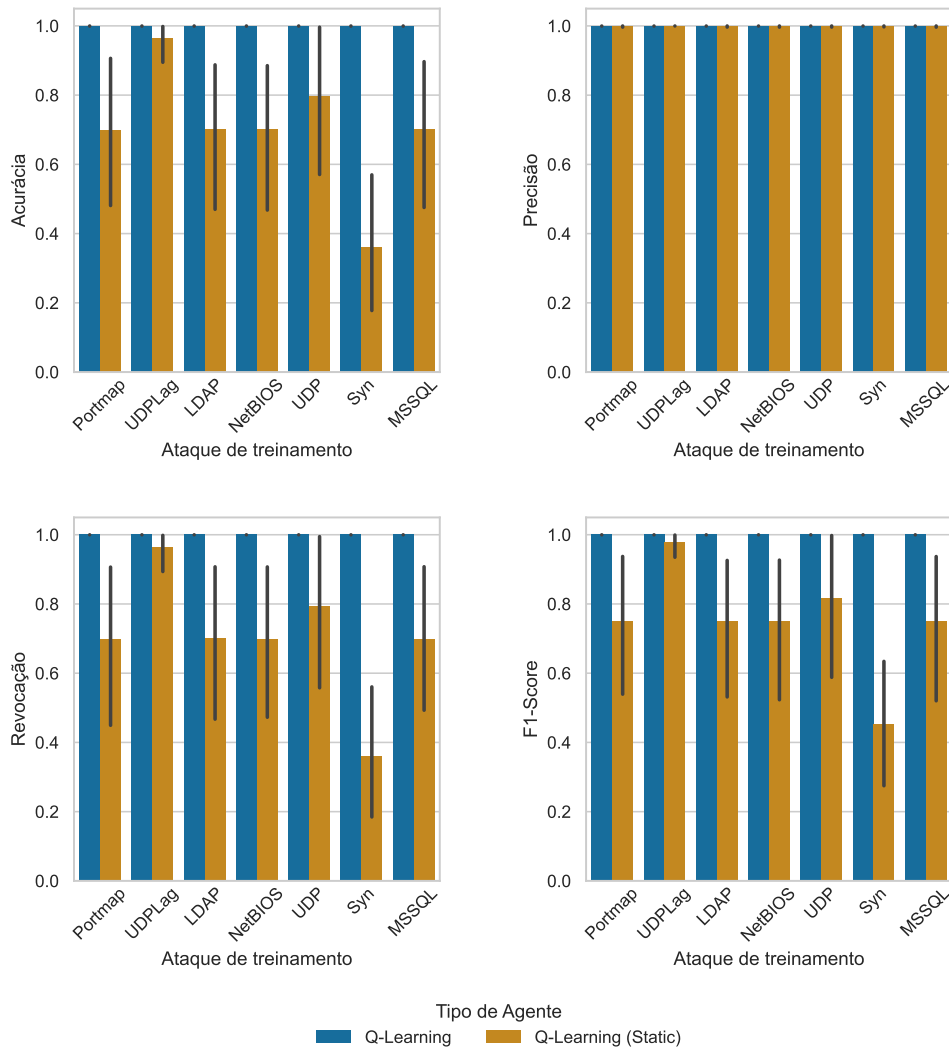 1.0
0.8
0.6
0.4
0.2
0.0
Acurácia
Portmap
UDPLag
LDAP
NetBIOS
UDP
Syn
MSSQL
Ataque de treinamento
1.0
0.8
0.6
0.4
0.2
0.0
Precisão
Portmap
UDPLag
LDAP
NetBIOS
UDP
Syn
MSSQL
Ataque de treinamento
1.0
0.8
0.6
0.4
0.2
0.0
Revocação
Portmap
UDPLag
LDAP
NetBIOS
UDP
Syn
MSSQL
Ataque de treinamento
1.0
0.8
0.6
0.4
0.2
0.0
F1-Score
Portmap
UDPLag
LDAP
NetBIOS
UDP
Syn
MSSQL
Ataque de treinamento
Tipo de Agente
Q-Learning
Q-Learning (Static)